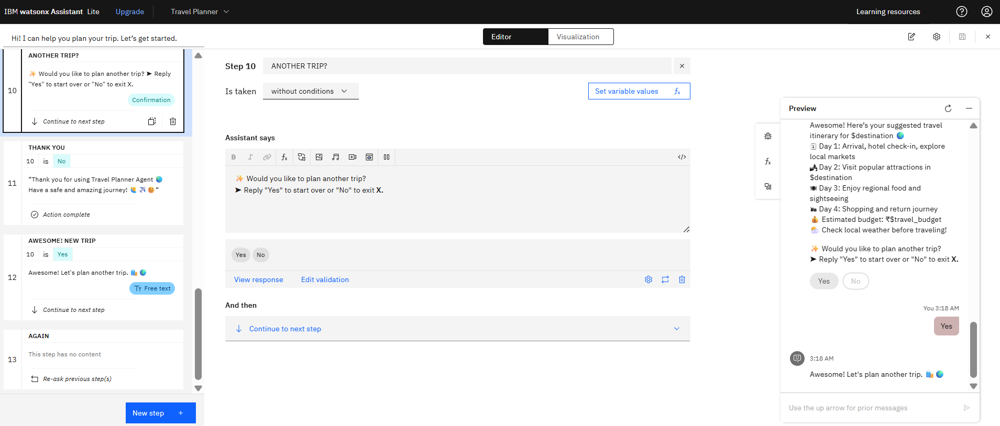 IBM watsonx Assistant Lite
Upgrade
Travel Planner
Learning resources
Hi! I can help you plan your trip. Let's get started.
Editor
Visualization
ANOTHER TRIP?
10
✨ Would you like to plan another trip? ➤ Reply
"Yes" to start over or "No" to exit X.
Confirmation
Continue to next step
THANK YOU
10 is No
11
“Thank you for using Travel Planner Agent 🌍
Have a safe and amazing journey! 🙋 ✈️ 😊”
Action complete
AWESOME! NEW TRIP
10 is Yes
12
Awesome! Let's plan another trip. 🛍️ 🌍
Free text
Continue to next step
AGAIN
13
This step has no content
Re-ask previous step(s)
New step +
Step 10
ANOTHER TRIP?
Is taken
without conditions
Set variable values fx
Assistant says
B I fx </>
✨ Would you like to plan another trip?
➤ Reply "Yes" to start over or "No" to exit X.
Yes No
View response
Edit validation
And then
Continue to next step
fx
Preview
Awesome! Here’s your suggested travel
itinerary for $destination 🌍
🗓 Day 1: Arrival, hotel check-in, explore
local markets
🏞 Day 2: Visit popular attractions in
$destination
🍽 Day 3: Enjoy regional food and
sightseeing
🛍 Day 4: Shopping and return journey
💰 Estimated budget: ₹$travel_budget
🌤️ Check local weather before traveling!
✨ Would you like to plan another trip?
➤ Reply "Yes" to start over or "No" to exit X.
Yes No
You 3:18 AM
Yes
3:18 AM
Awesome! Let's plan another trip. 🛍️ 🌍
Use the up arrow for prior messages